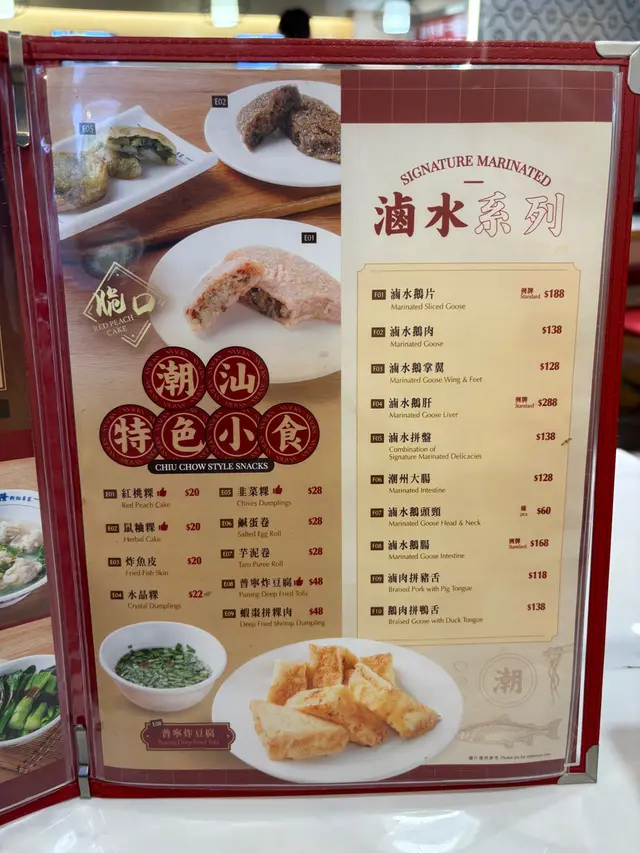 E05
E02
E01
脆口
RED PEACH
CAKE
潮汕
特色小食
CHIU CHOW STYLE SNACKS
E01 紅桃粿 $20
Red Peach Cake
E02 鼠粬粿 $20
Herbal Cake
E03 炸魚皮 $20
Fried Fish Skin
E04 水晶粿 $22
Crystal Dumplings
E05 韭菜粿 $28
Chives Dumplings
E06 鹹蛋卷 $28
Salted Egg Roll
E07 芋泥卷 $28
Taro Puree Roll
E08 普寧炸豆腐 $48
Puning Deep Fried Tofu
E09 蝦棗拼粿肉 $48
Deep Fried Shrimp Dumpling
E08
普寧炸豆腐
Puning Deep Fried Tofu
SIGNATURE MARINATED
滷水系列
F01 滷水鵝片 例牌 Standard $188
Marinated Sliced Goose
F02 滷水鵝肉 $138
Marinated Goose
F03 滷水鵝掌翼 $128
Marinated Goose Wing & Feet
F04 滷水鵝肝 例牌 Standard $288
Marinated Goose Liver
F05 滷水拼盤 $138
Combination of
Signature Marinated Delicacies
F06 潮州大腸 $128
Marinated Intestine
F07 滷水鵝頭頸 條 pcs $60
Marinated Goose Head & Neck
F08 滷水鵝腸 例牌 Standard $168
Marinated Goose Intestine
F09 滷肉拼豬舌 $118
Braised Pork with Pig Tongue
F10 鵝肉拼鴨舌 $138
Braised Goose with Duck Tongue
潮